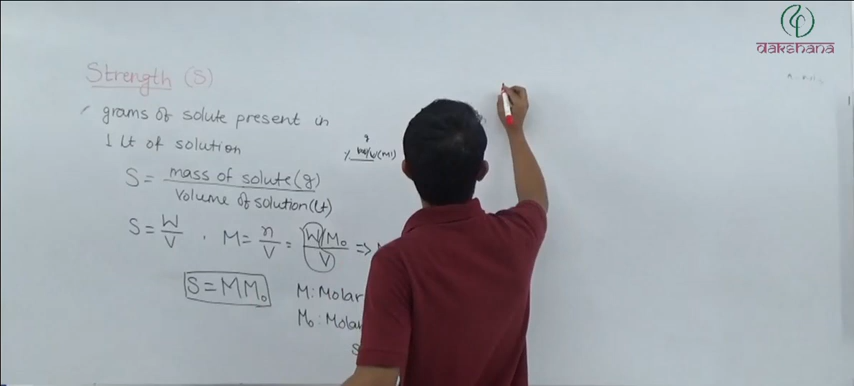 dakshana
Strength (S)
grams of solute present in
1 Lt of solution
S = mass of solute (g) / Volume of solution (Lt)
S = W/V . M = n/V = W/M₀ / V =>
S = MM₀
M: Molar
M₀: Molar